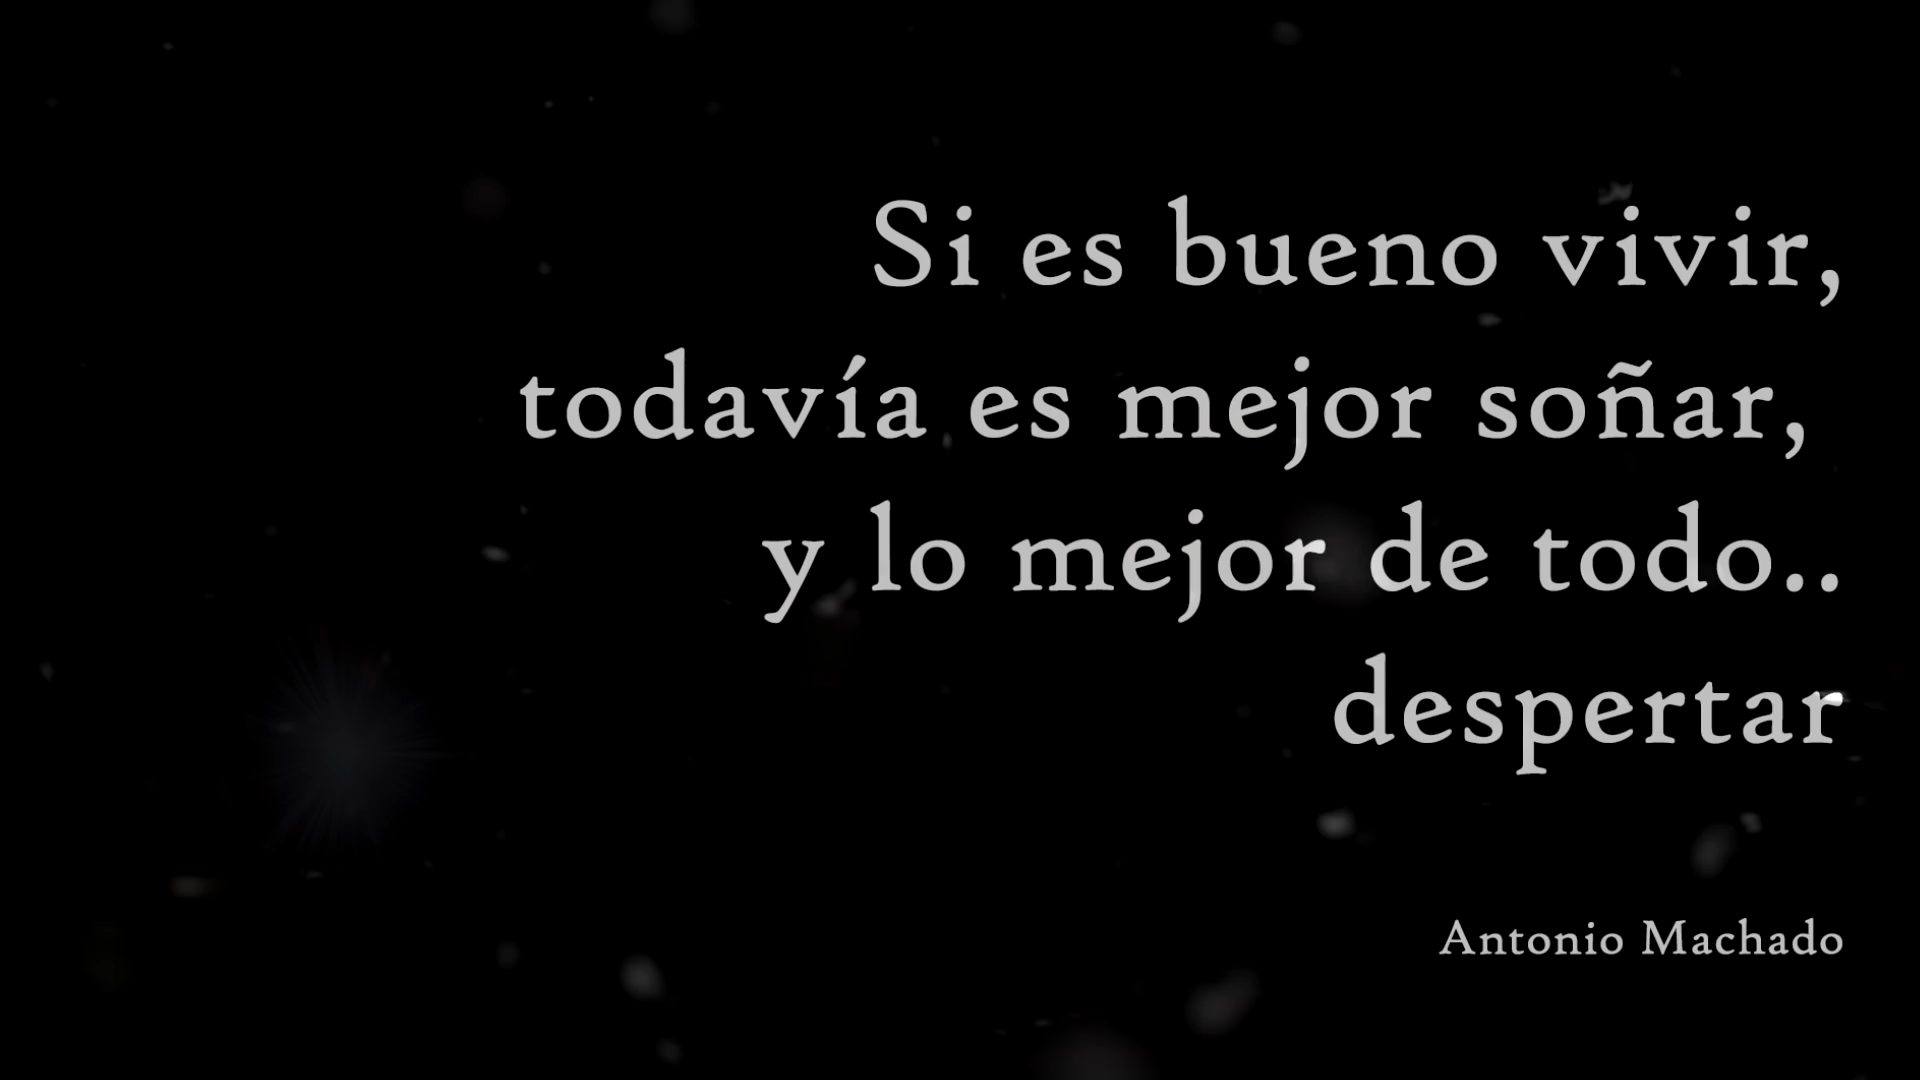 Si es bueno vivir,
todavía es mejor soñar,
y lo mejor de todo..
despertar
Antonio Machado